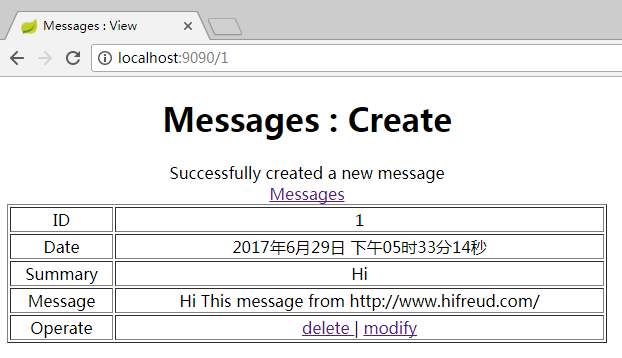 Messages : View
localhost:9090/1
Messages : Create
Successfully created a new message
Messages
ID 1
Date 2017年6月29日 下午05时33分14秒
Summary Hi
Message Hi This message from http://www.hifreud.com/
Operate delete | modify